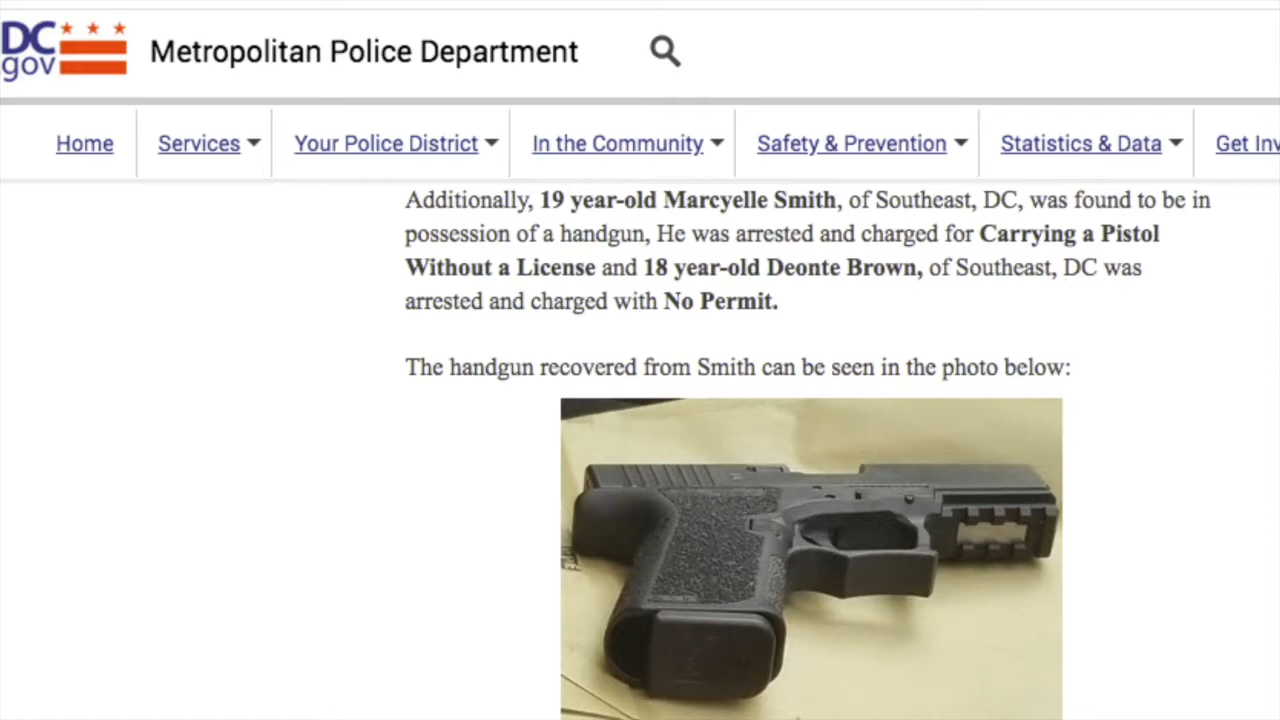 DC
gov
Metropolitan Police Department
Home Services Your Police District In the Community Safety & Prevention Statistics & Data Get Inv
Additionally, 19 year-old Marcyelle Smith, of Southeast, DC, was found to be in
possession of a handgun, He was arrested and charged for Carrying a Pistol
Without a License and 18 year-old Deonte Brown, of Southeast, DC was
arrested and charged with No Permit.
The handgun recovered from Smith can be seen in the photo below: